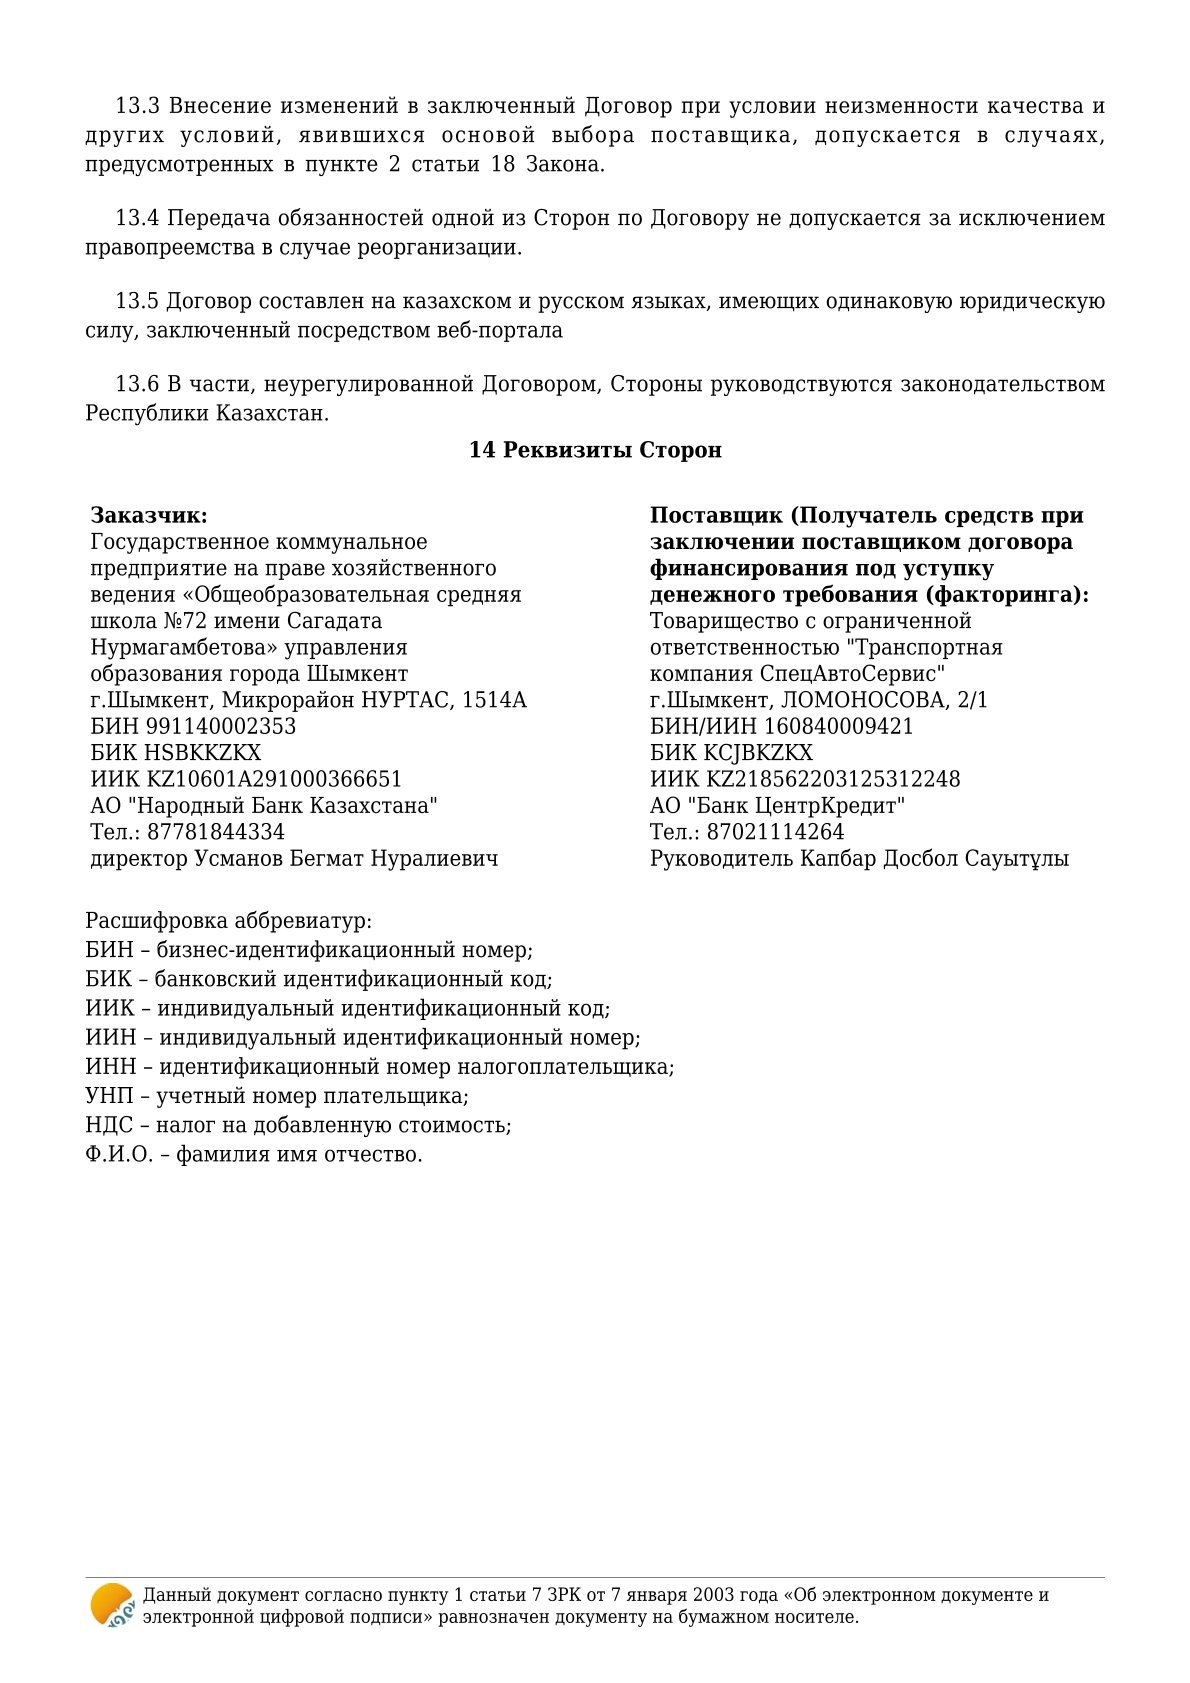 13.3 Внесение изменений в заключенный Договор при условии неизменности качества и
других условий, явившихся основой выбора поставщика, допускается в случаях,
предусмотренных в пункте 2 статьи 18 Закона.
13.4 Передача обязанностей одной из Сторон по Договору не допускается за исключением
правопреемства в случае реорганизации.
13.5 Договор составлен на казахском и русском языках, имеющих одинаковую юридическую
силу, заключенный посредством веб-портала
13.6 В части, неурегулированной Договором, Стороны руководствуются законодательством
Республики Казахстан.
14 Реквизиты Сторон
Заказчик:
Государственное коммунальное
предприятие на праве хозяйственного
ведения «Общеобразовательная средняя
школа №72 имени Сагадата
Нурмагамбетова» управления
образования города Шымкент
г.Шымкент, Микрорайон НУРТАС, 1514А
БИН 991140002353
БИК HSBKKZKX
ИИК KZ10601A291000366651
АО "Народный Банк Казахстана"
Тел.: 87781844334
директор Усманов Бегмат Нуралиевич
Поставщик (Получатель средств при
заключении поставщиком договора
финансирования под уступку
денежного требования (факторинга):
Товарищество с ограниченной
ответственностью "Транспортная
компания СпецАвтоСервис"
г.Шымкент, ЛОМОНОСОВА, 2/1
БИН/ИИН 160840009421
БИК KCJBKZKX
ИИК KZ218562203125312248
АО "Банк ЦентрКредит"
Тел.: 87021114264
Руководитель Капбар Досбол Сауытұлы
Расшифровка аббревиатур:
БИН – бизнес-идентификационный номер;
БИК – банковский идентификационный код;
ИИК – индивидуальный идентификационный код;
ИИН – индивидуальный идентификационный номер;
ИНН – идентификационный номер налогоплательщика;
УНП – учетный номер плательщика;
НДС – налог на добавленную стоимость;
Ф.И.О. – фамилия имя отчество.
Данный документ согласно пункту 1 статьи 7 ЗРК от 7 января 2003 года «Об электронном документе и
электронной цифровой подписи» равнозначен документу на бумажном носителе.